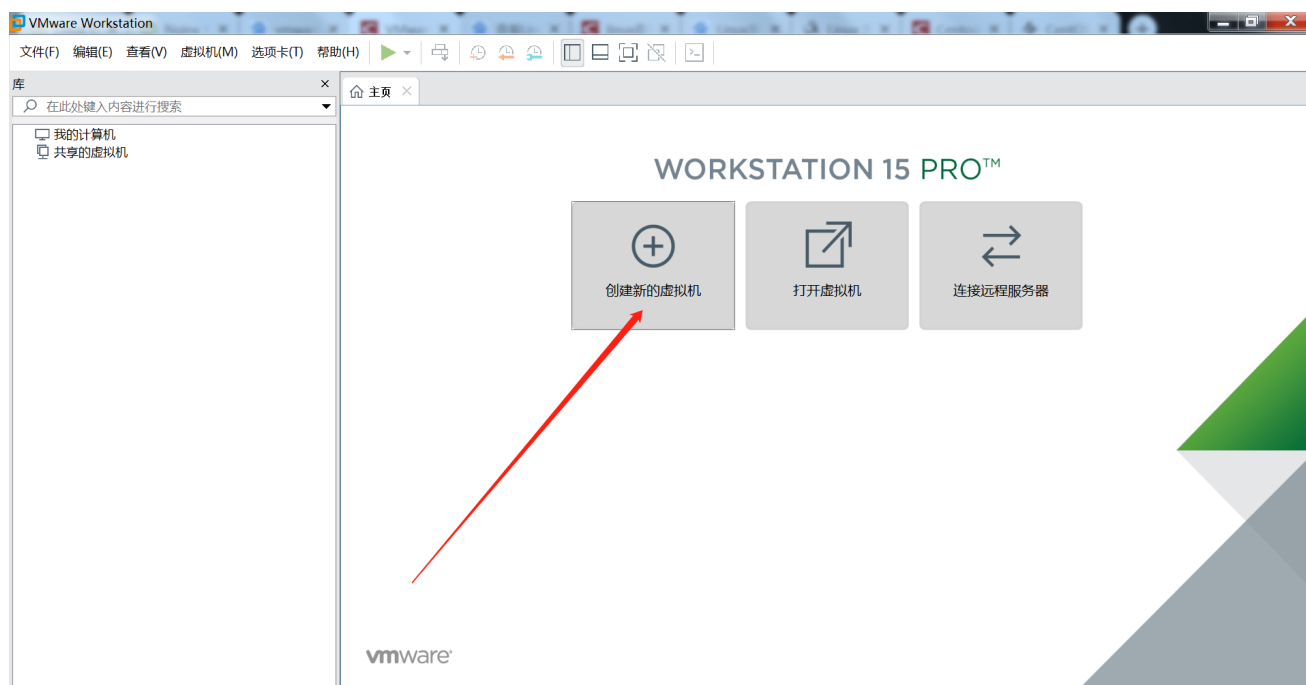 VMware Workstation
文件(F) 编辑(E) 查看(V) 虚拟机(M) 选项卡(T) 帮助(H)
库
主页
在此处键入内容进行搜索
我的计算机
共享的虚拟机
WORKSTATION 15 PRO™
创建新的虚拟机 打开虚拟机 连接远程服务器
vmware